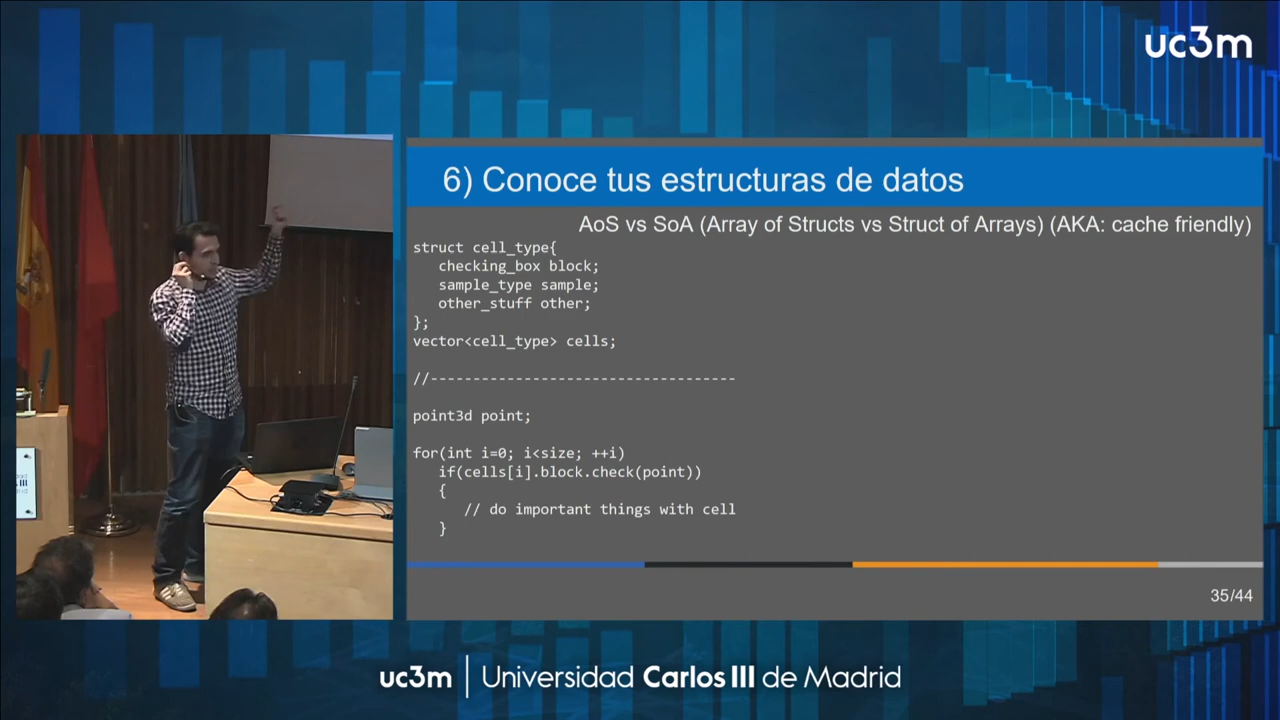 uc3m
6) Conoce tus estructuras de datos
AoS vs SoA (Array of Structs vs Struct of Arrays) (AKA: cache friendly)
struct cell_type{
checking_box block;
sample_type sample;
other_stuff other;
};
vector<cell_type> cells;
//------------------------------------
point3d point;
for(int i=0; i<size; ++i)
if(cells[i].block.check(point))
{
// do important things with cell
}
35/44
uc3m | Universidad Carlos III de Madrid